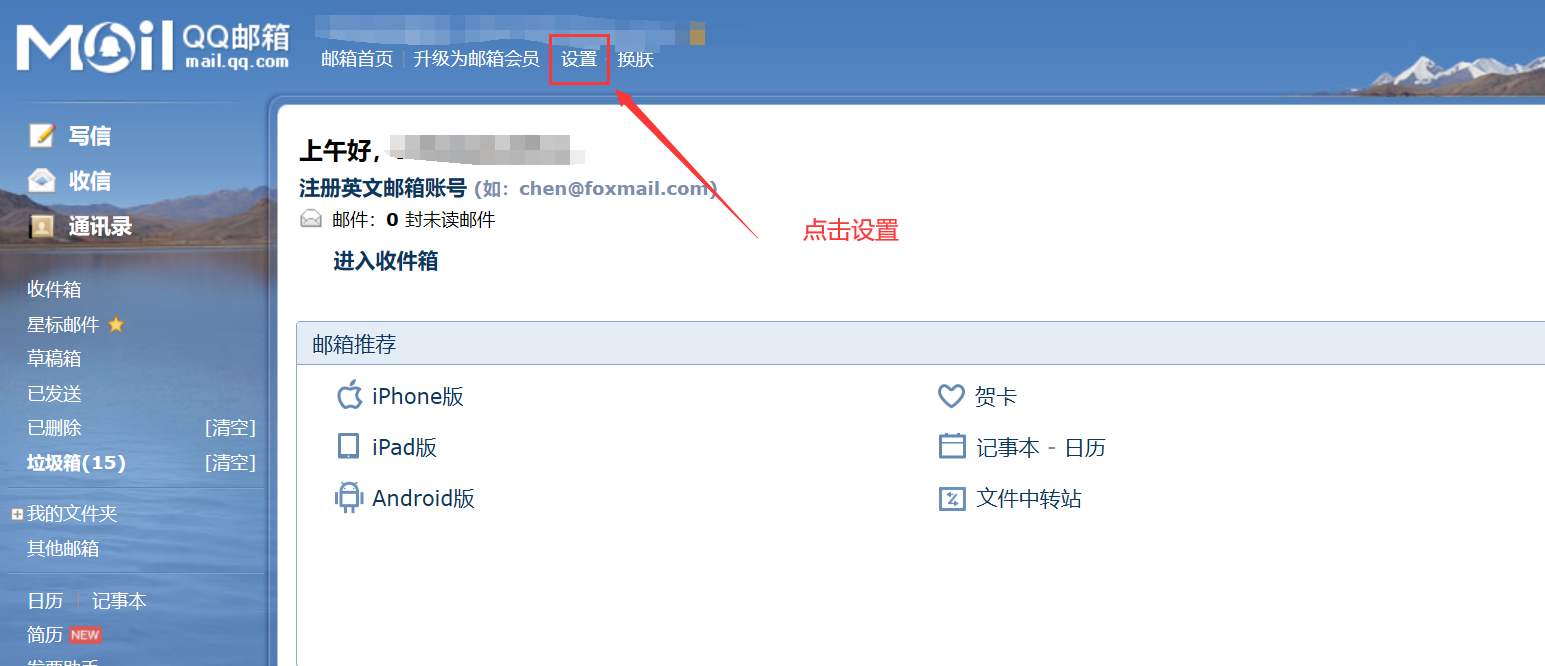 Mail QQ邮箱
mail.qq.com
邮箱首页 升级为邮箱会员 设置 - 换肤
写信
收信
通讯录
收件箱
星标邮件
草稿箱
已发送
已删除 [清空]
垃圾箱(15) [清空]
我的文件夹
其他邮箱
日历 记事本
简历 NEW
发票助手
上午好,
注册英文邮箱账号 (如: chen@foxmail.com)
邮件: 0 封未读邮件
进入收件箱
点击设置
邮箱推荐
iPhone版 贺卡
iPad版 记事本 - 日历
Android版 文件中转站